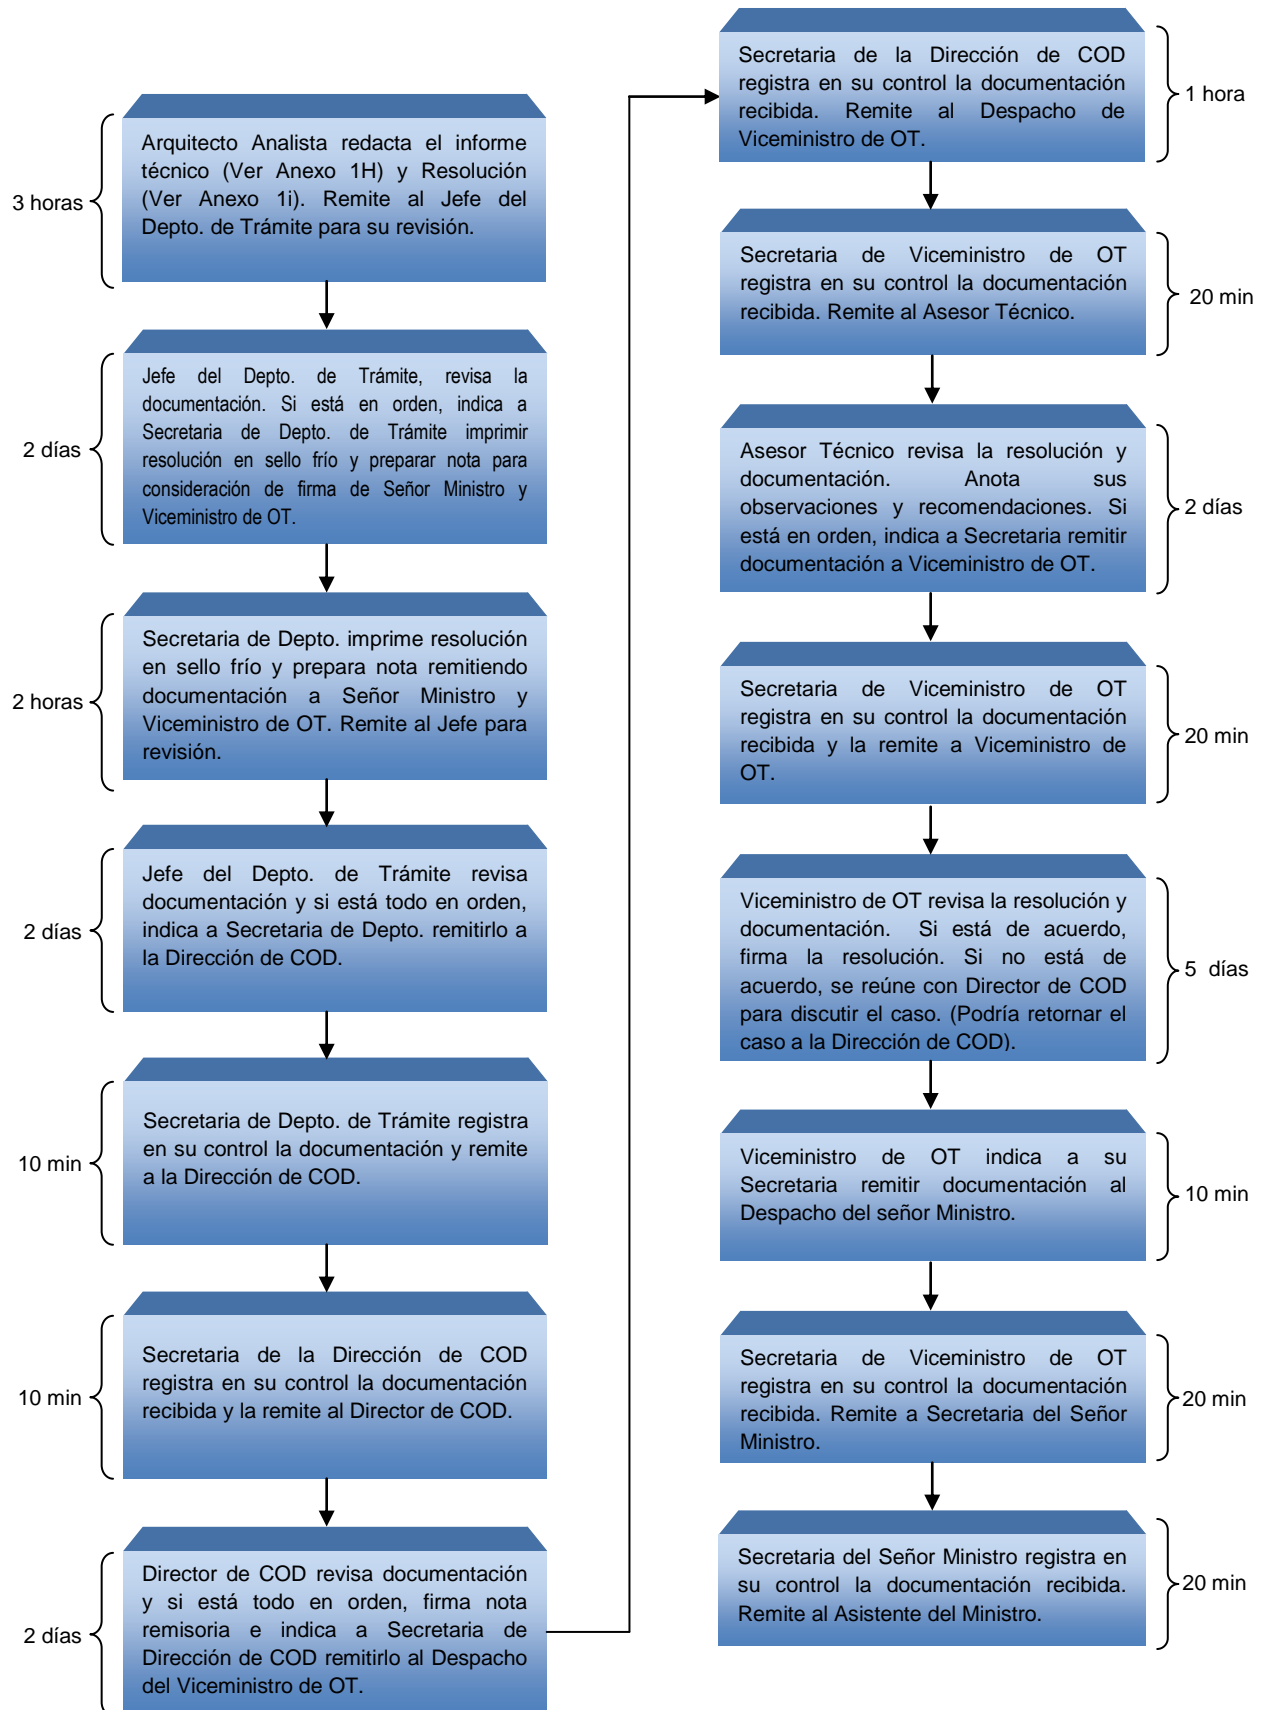 3 horas
Arquitecto Analista redacta el informe
técnico (Ver Anexo 1H) y Resolución
(Ver Anexo 1i). Remite al Jefe del
Depto. de Trámite para su revisión.
2 días
Jefe del Depto. de Trámite, revisa la
documentación. Si está en orden, indica a
Secretaria de Depto. de Trámite imprimir
resolución en sello frío y preparar nota para
consideración de firma de Señor Ministro y
Viceministro de OT.
2 horas
Secretaria de Depto. imprime resolución
en sello frío y prepara nota remitiendo
documentación a Señor Ministro y
Viceministro de OT. Remite al Jefe para
revisión.
2 días
Jefe del Depto. de Trámite revisa
documentación y si está todo en orden,
indica a Secretaria de Depto. remitirlo a
la Dirección de COD.
10 min
Secretaria de Depto. de Trámite registra
en su control la documentación y remite
a la Dirección de COD.
10 min
Secretaria de la Dirección de COD
registra en su control la documentación
recibida y la remite al Director de COD.
2 días
Director de COD revisa documentación
y si está todo en orden, firma nota
remisoria e indica a Secretaria de
Dirección de COD remitirlo al Despacho
del Viceministro de OT.
Secretaria de la Dirección de COD
registra en su control la documentación
recibida. Remite al Despacho de
Viceministro de OT.
1 hora
Secretaria de Viceministro de OT
registra en su control la documentación
recibida. Remite al Asesor Técnico.
20 min
Asesor Técnico revisa la resolución y
documentación. Anota sus
observaciones y recomendaciones. Si
está en orden, indica a Secretaria remitir
documentación a Viceministro de OT.
2 días
Secretaria de Viceministro de OT
registra en su control la documentación
recibida y la remite a Viceministro de
OT.
20 min
Viceministro de OT revisa la resolución y
documentación. Si está de acuerdo,
firma la resolución. Si no está de
acuerdo, se reúne con Director de COD
para discutir el caso. (Podría retornar el
caso a la Dirección de COD).
5 días
Viceministro de OT indica a su
Secretaria remitir documentación al
Despacho del señor Ministro.
10 min
Secretaria de Viceministro de OT
registra en su control la documentación
recibida. Remite a Secretaria del Señor
Ministro.
20 min
Secretaria del Señor Ministro registra en
su control la documentación recibida.
Remite al Asistente del Ministro.
20 min